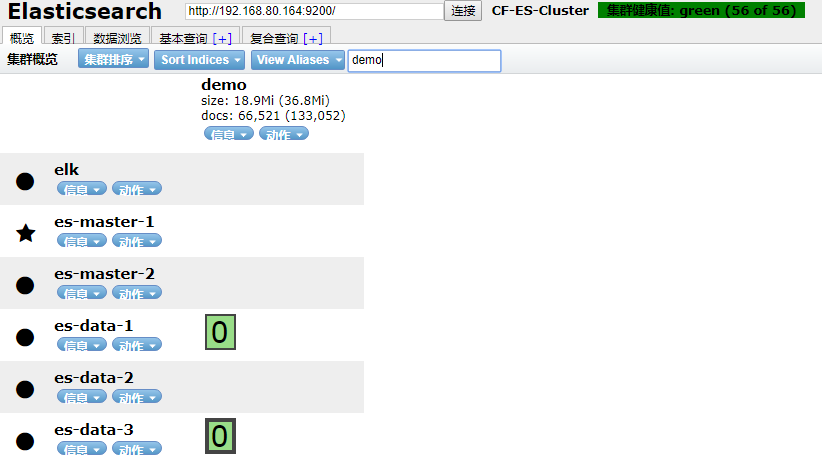 Elasticsearch http://192.168.80.164:9200/ 连接 CF-ES-Cluster 集群健康值: green (56 of 56)
概览 索引 数据浏览 基本查询 [+] 复合查询 [+]
集群概览 集群排序 Sort Indices View Aliases demo
demo
size: 18.9Mi (36.8Mi)
docs: 66,521 (133,052)
信息 动作
elk
信息 动作
es-master-1
信息 动作
es-master-2
信息 动作
es-data-1 0
信息 动作
es-data-2
信息 动作
es-data-3 0
信息 动作